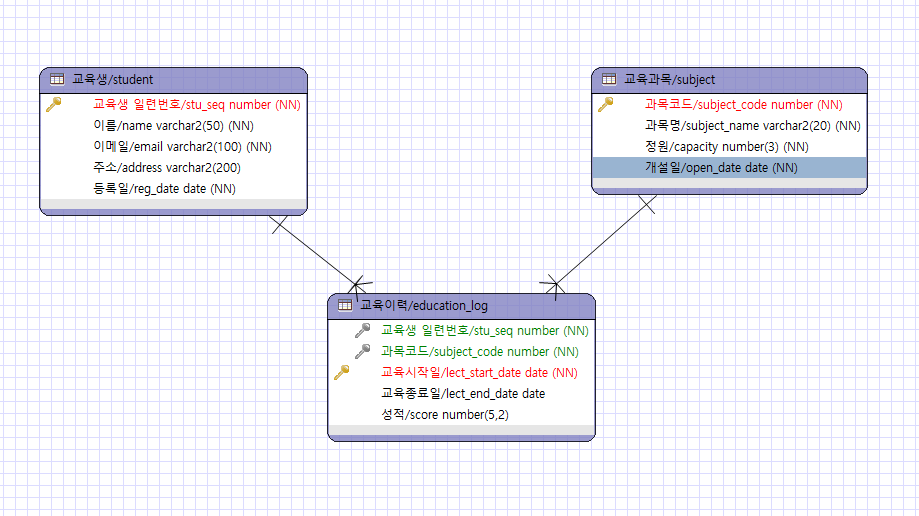 교육생/student
교육생 일련번호/stu_seq number (NN)
이름/name varchar2(50) (NN)
이메일/email varchar2(100) (NN)
주소/address varchar2(200)
등록일/reg_date date (NN)
교육과목/subject
과목코드/subject_code number (NN)
과목명/subject_name varchar2(20) (NN)
정원/capacity number(3) (NN)
개설일/open_date date (NN)
교육이력/education_log
교육생 일련번호/stu_seq number (NN)
과목코드/subject_code number (NN)
교육시작일/lect_start_date date (NN)
교육종료일/lect_end_date date
성적/score number(5,2)